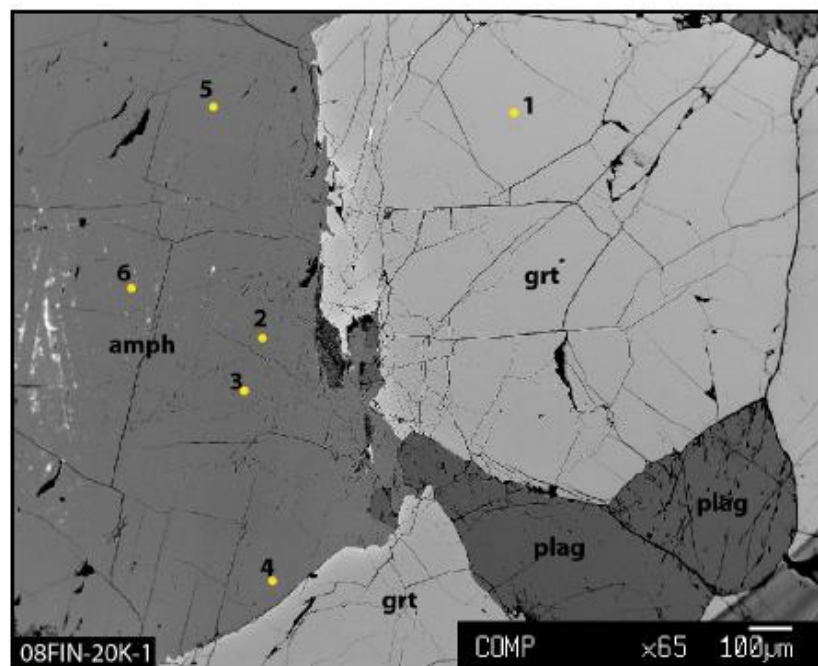 5
1
6
grt
2
amph
3
plag
plag
4
grt
08FIN-20K-1
COMP ×65 100μm